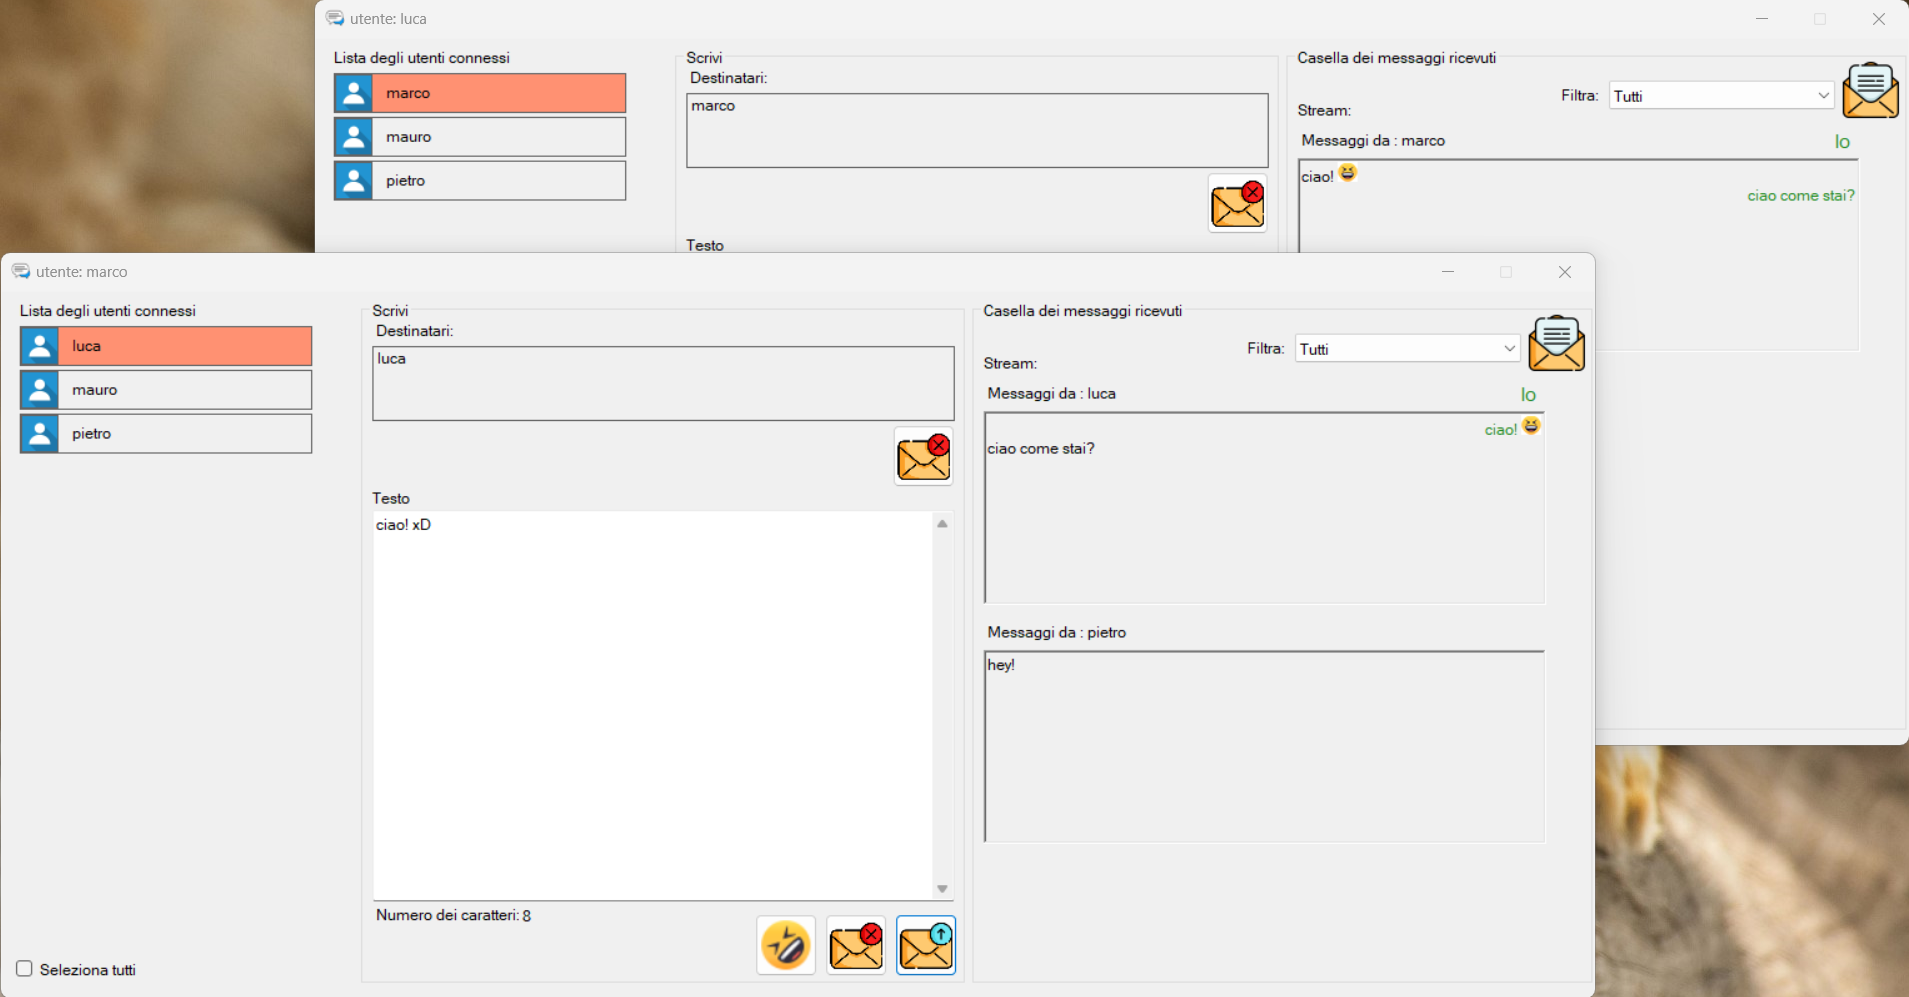 utente: luca
Lista degli utenti connessi
marco
mauro
pietro
Scrivi
Destinatari:
marco
Testo
Casella dei messaggi ricevuti
Filtra: Tutti
Stream:
Messaggi da : marco Io
ciao! 😆
ciao come stai?
utente: marco
Lista degli utenti connessi
luca
mauro
pietro
Seleziona tutti
Scrivi
Destinatari:
luca
Testo
ciao! xD
Numero dei caratteri: 8
Casella dei messaggi ricevuti
Filtra: Tutti
Stream:
Messaggi da : luca Io
ciao! 😆
ciao come stai?
Messaggi da : pietro
hey!